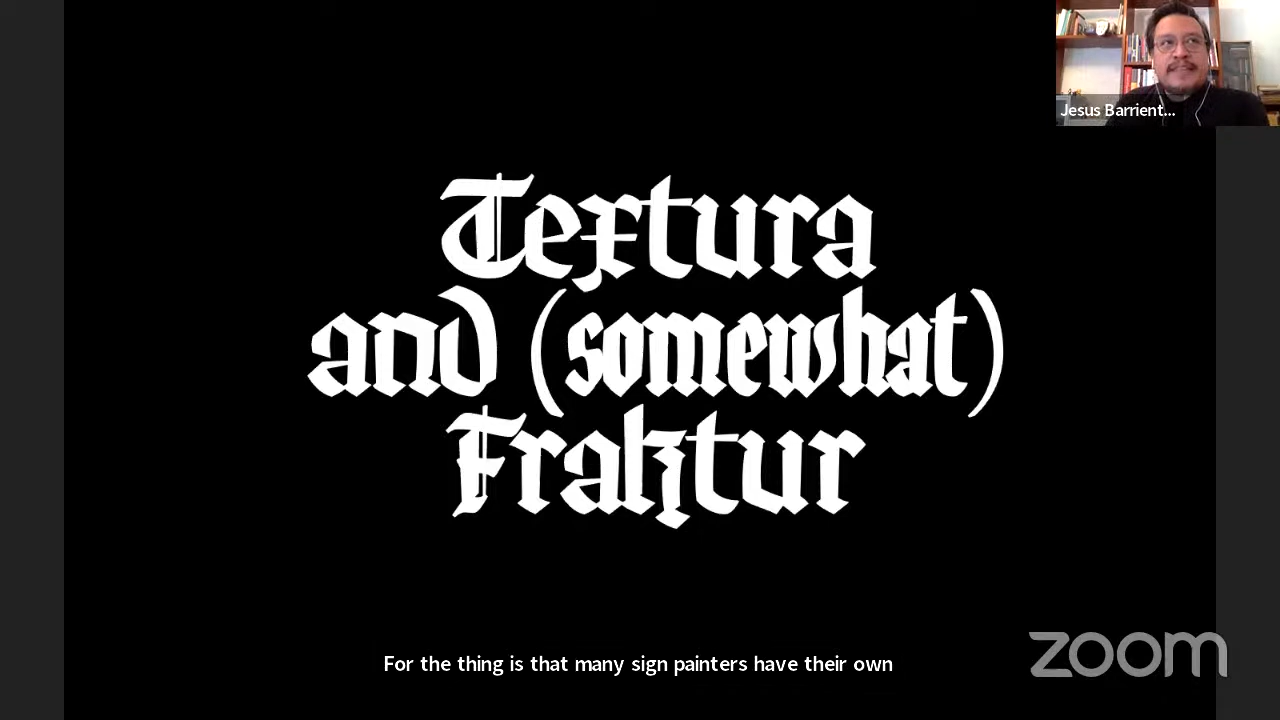 Jesus Barrient...
Textura
and (somewhat)
Fraktur
For the thing is that many sign painters have their own
zoom